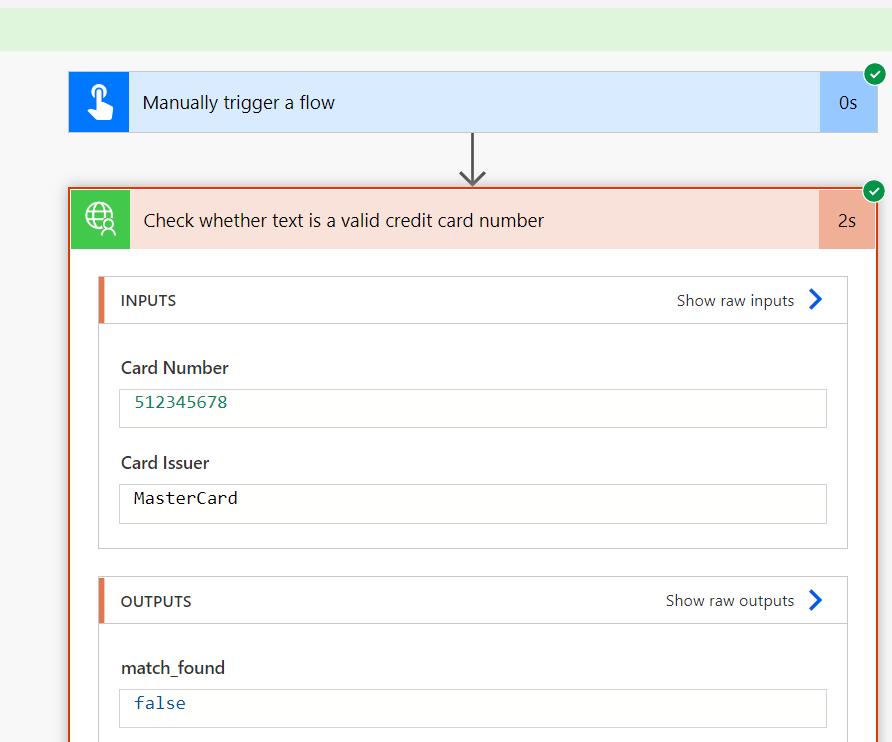 Manually trigger a flow
0s
Check whether text is a valid credit card number
2s
INPUTS
Show raw inputs
Card Number
512345678
Card Issuer
MasterCard
OUTPUTS
Show raw outputs
match_found
false